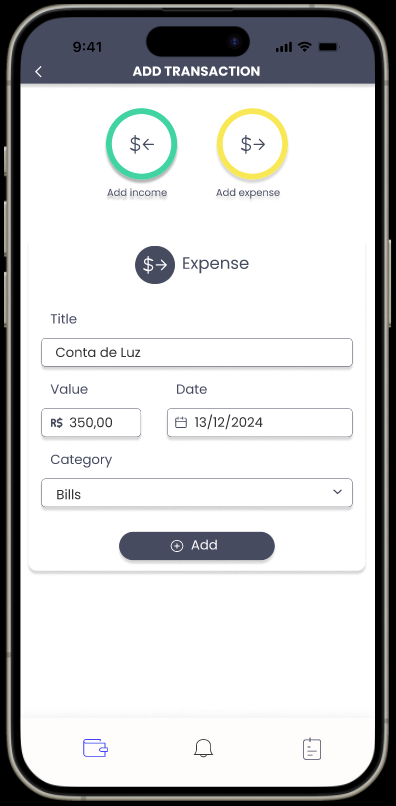 9:41
ADD TRANSACTION
$ $
Add income Add expense
$ Expense
Title
Conta de Luz
Value Date
R$ 350,00 13/12/2024
Category
Bills
Add